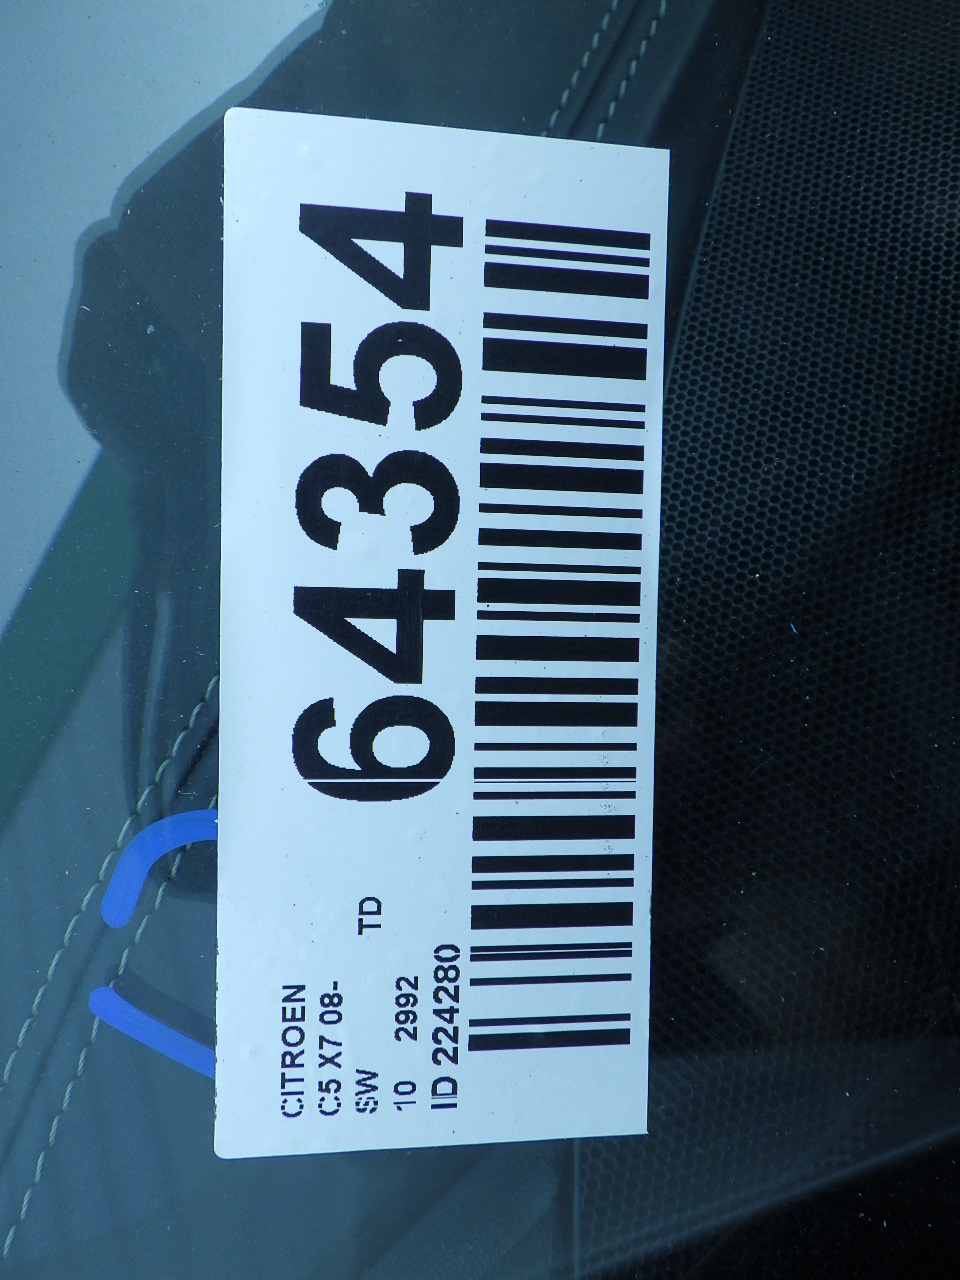 64354
CITROEN
C5 X7 08-
SW TD
10 2992
ID 224280